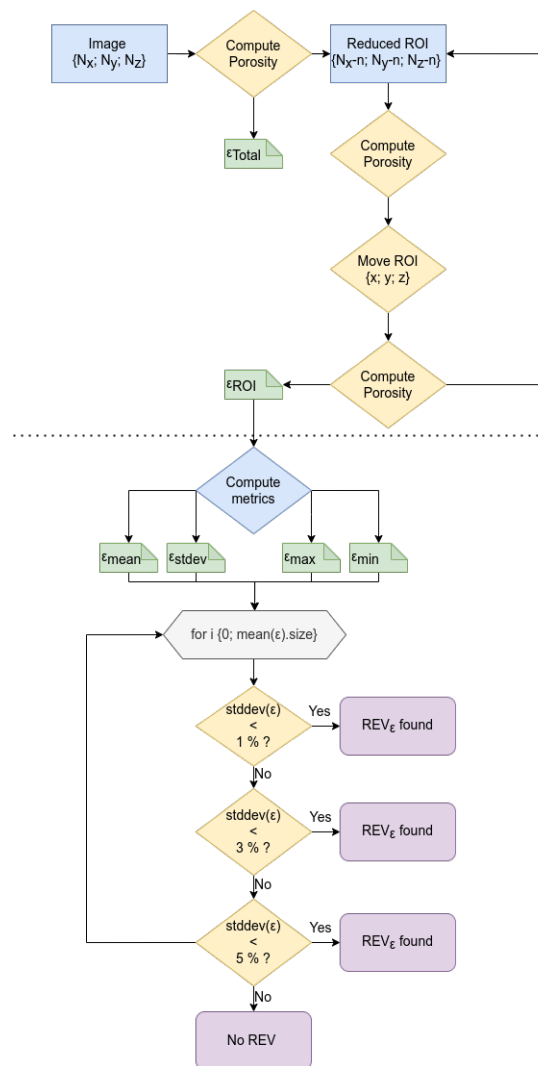 Image
{Nx; Ny; Nz}
Compute
Porosity
Reduced ROI
{Nx-n; Ny-n; Nz-n}
εTotal
Compute
Porosity
Move ROI
{x; y; z}
εROI
Compute
Porosity
Compute
metrics
εmean
εstdev
εmax
εmin
for i {0; mean(ε).size}
stddev(ε)
<
1 % ?
Yes
REVε found
No
stddev(ε)
<
3 % ?
Yes
REVε found
No
stddev(ε)
<
5 % ?
Yes
REVε found
No
No REV